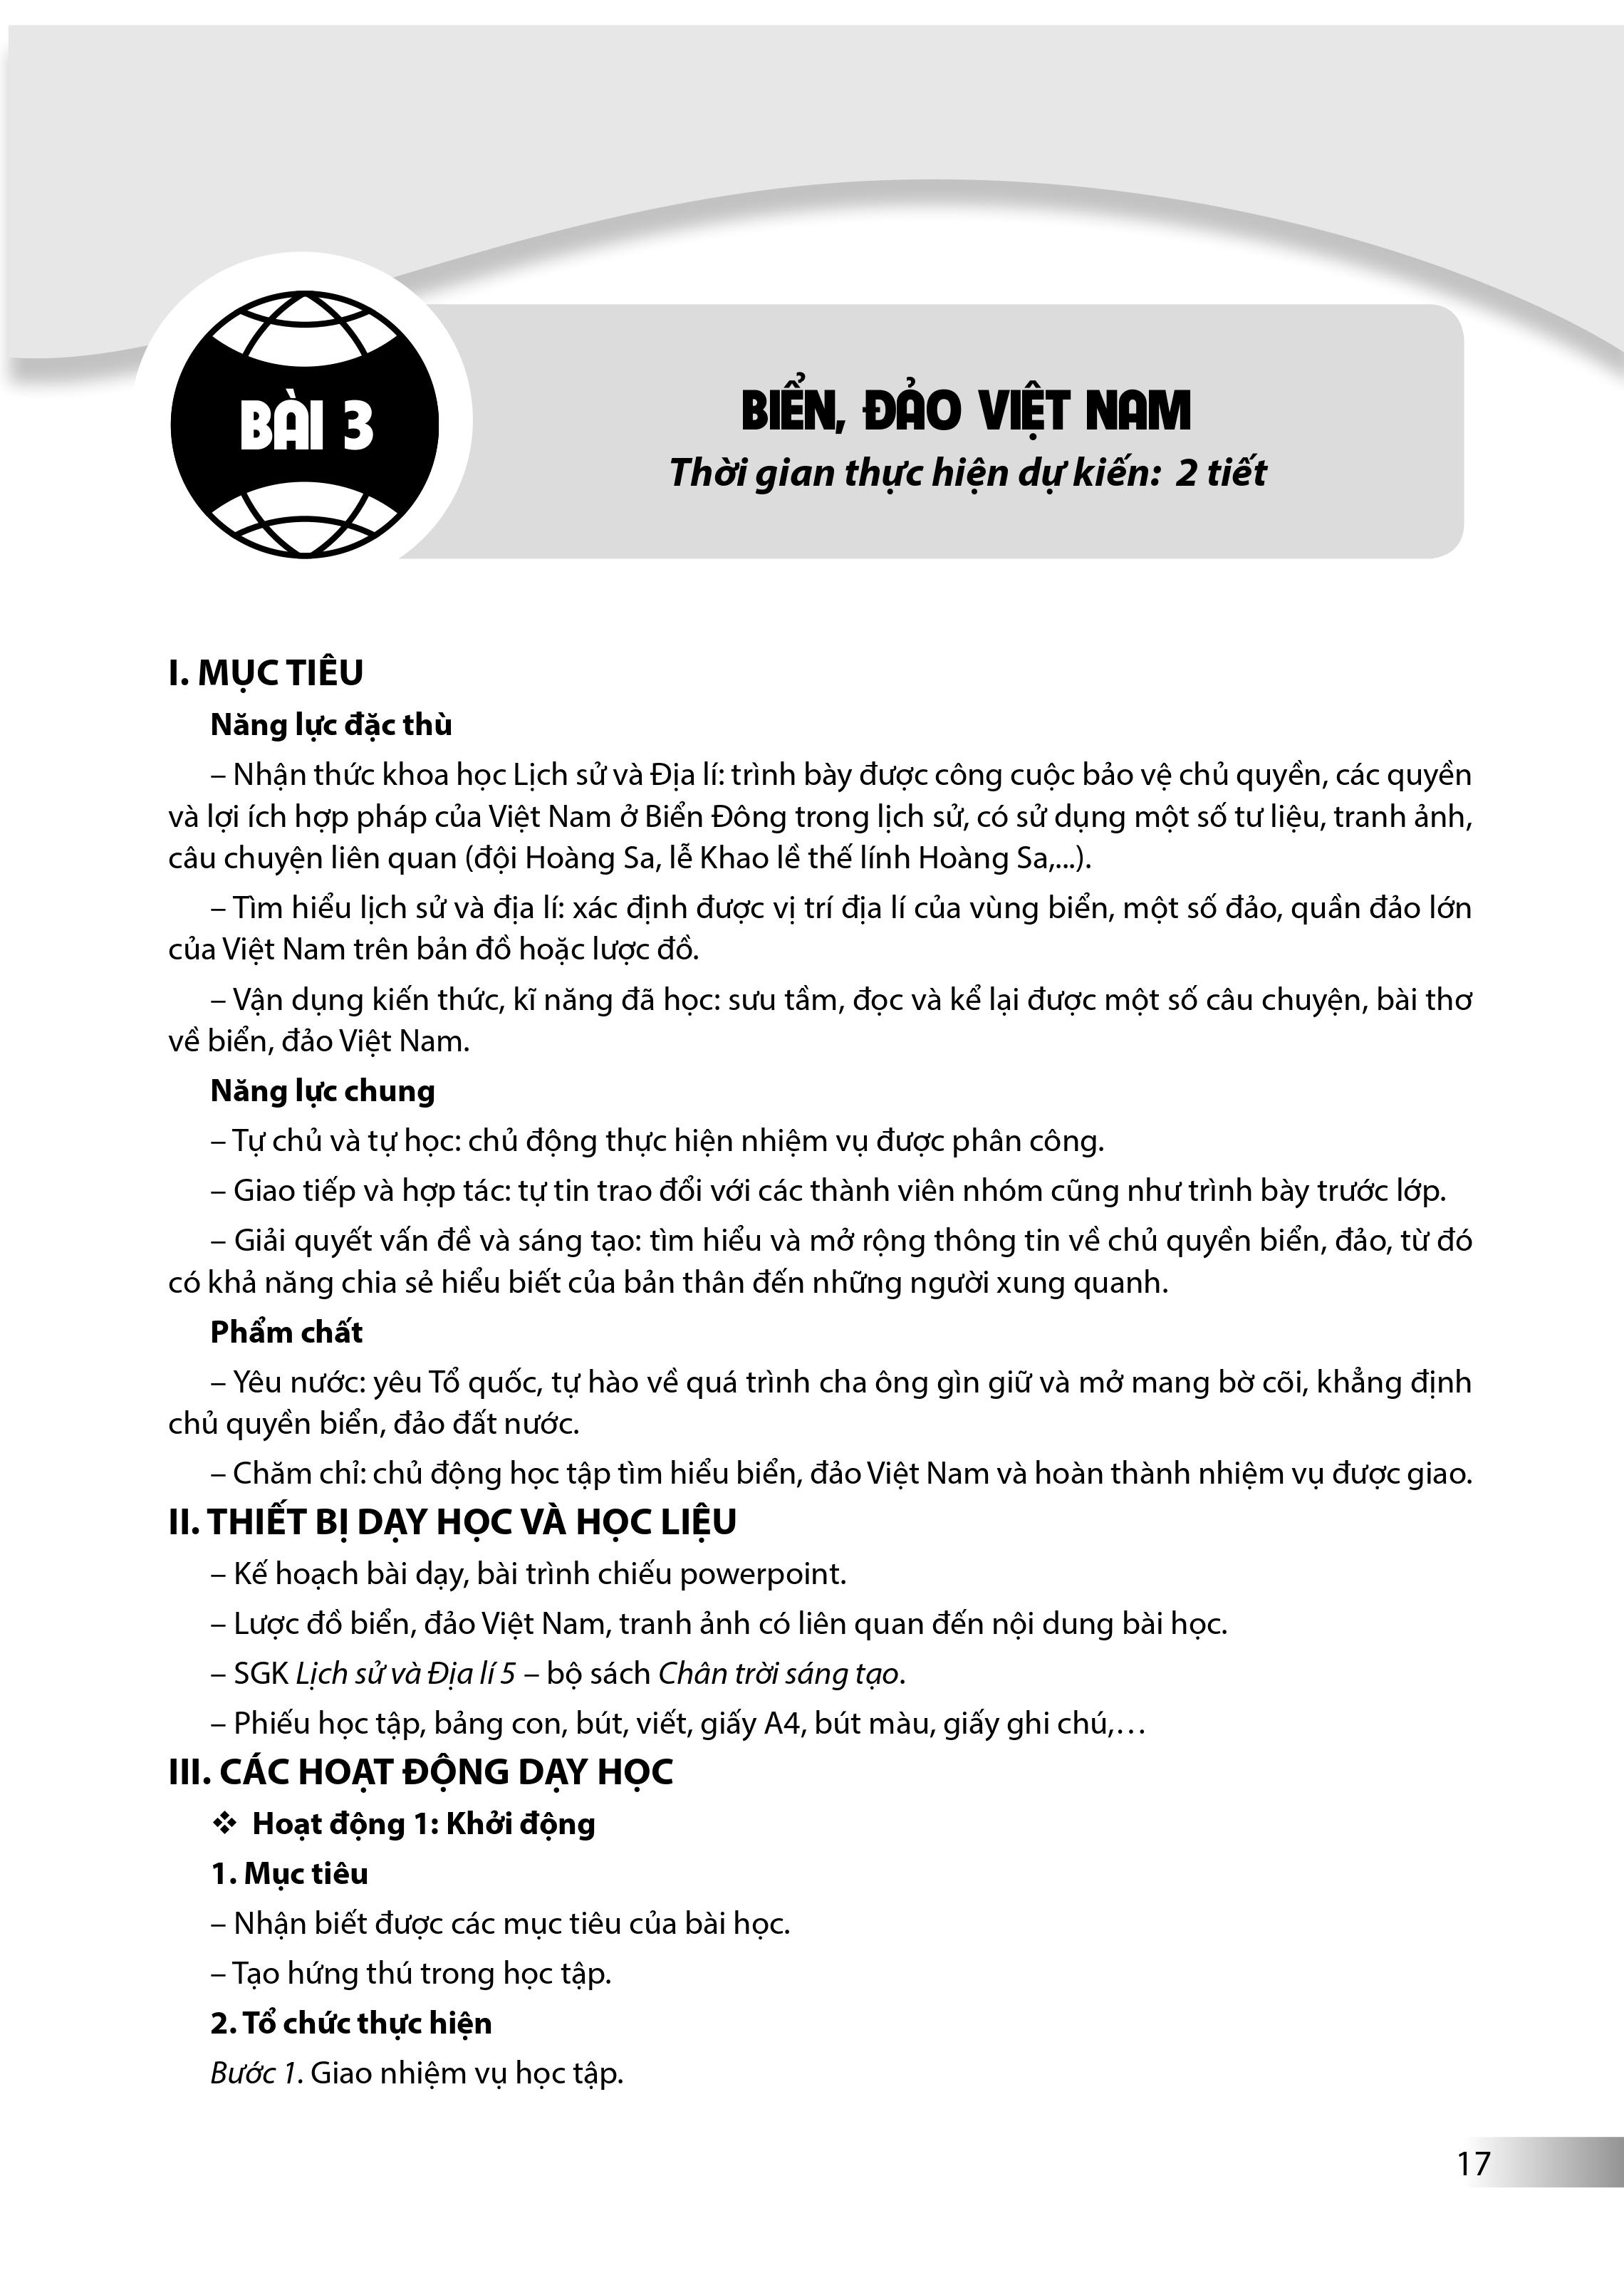 BÀI 3
BIỂN, ĐẢO VIỆT NAM
Thời gian thực hiện dự kiến: 2 tiết
I. MỤC TIÊU
Năng lực đặc thù
– Nhận thức khoa học Lịch sử và Địa lí: trình bày được công cuộc bảo vệ chủ quyền, các quyền
và lợi ích hợp pháp của Việt Nam ở Biển Đông trong lịch sử, có sử dụng một số tư liệu, tranh ảnh,
câu chuyện liên quan (đội Hoàng Sa, lễ Khao lề thế lính Hoàng Sa,...).
– Tìm hiểu lịch sử và địa lí: xác định được vị trí địa lí của vùng biển, một số đảo, quần đảo lớn
của Việt Nam trên bản đồ hoặc lược đồ.
– Vận dụng kiến thức, kĩ năng đã học: sưu tầm, đọc và kể lại được một số câu chuyện, bài thơ
về biển, đảo Việt Nam.
Năng lực chung
– Tự chủ và tự học: chủ động thực hiện nhiệm vụ được phân công.
– Giao tiếp và hợp tác: tự tin trao đổi với các thành viên nhóm cũng như trình bày trước lớp.
– Giải quyết vấn đề và sáng tạo: tìm hiểu và mở rộng thông tin về chủ quyền biển, đảo, từ đó
có khả năng chia sẻ hiểu biết của bản thân đến những người xung quanh.
Phẩm chất
– Yêu nước: yêu Tổ quốc, tự hào về quá trình cha ông gìn giữ và mở mang bờ cõi, khẳng định
chủ quyền biển, đảo đất nước.
– Chăm chỉ: chủ động học tập tìm hiểu biển, đảo Việt Nam và hoàn thành nhiệm vụ được giao.
II. THIẾT BỊ DẠY HỌC VÀ HỌC LIỆU
– Kế hoạch bài dạy, bài trình chiếu powerpoint.
– Lược đồ biển, đảo Việt Nam, tranh ảnh có liên quan đến nội dung bài học.
– SGK Lịch sử và Địa lí 5 – bộ sách Chân trời sáng tạo.
– Phiếu học tập, bảng con, bút, viết, giấy A4, bút màu, giấy ghi chú,…
III. CÁC HOẠT ĐỘNG DẠY HỌC
❖ Hoạt động 1: Khởi động
1. Mục tiêu
– Nhận biết được các mục tiêu của bài học.
– Tạo hứng thú trong học tập.
2. Tổ chức thực hiện
Bước 1. Giao nhiệm vụ học tập.
17